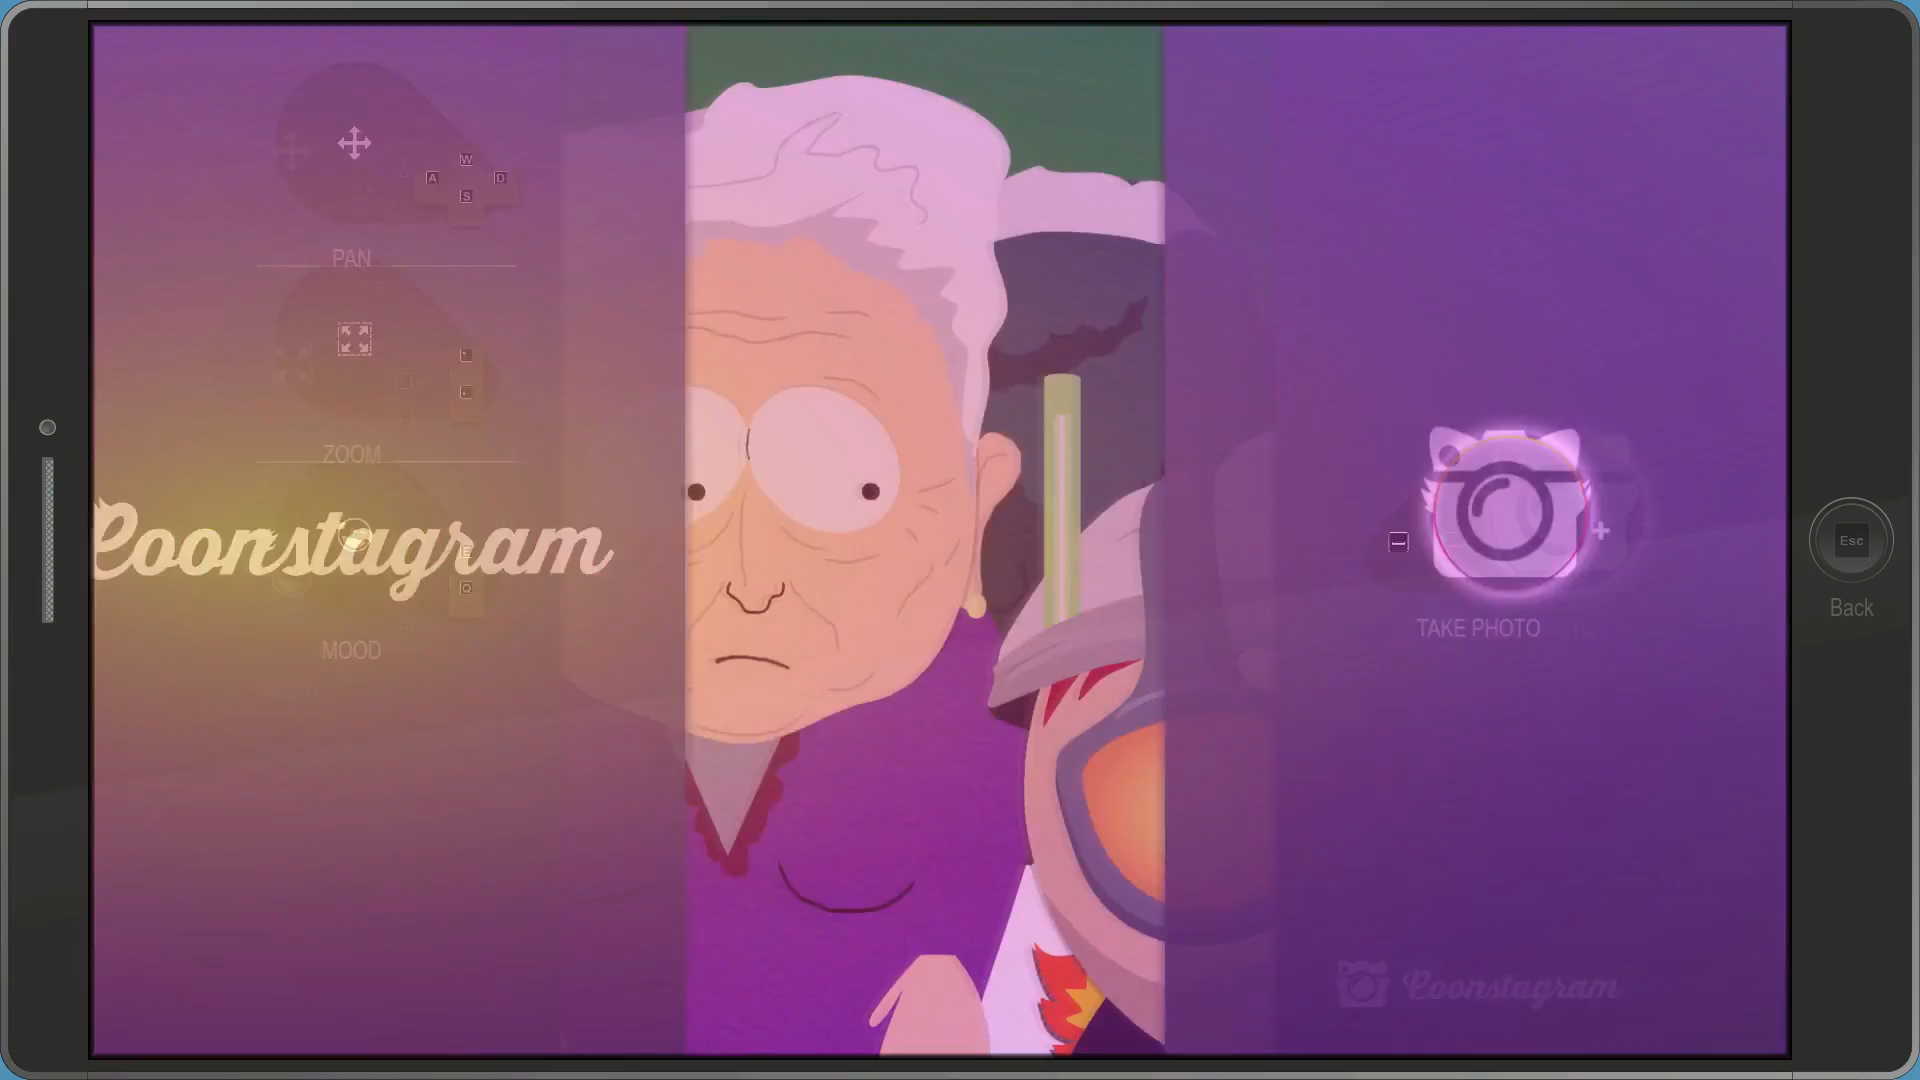 W
A
D
S
PAN
ZOOM
Coonstagram
E
Q
MOOD
TAKE PHOTO
Esc
Back
Coonstagram